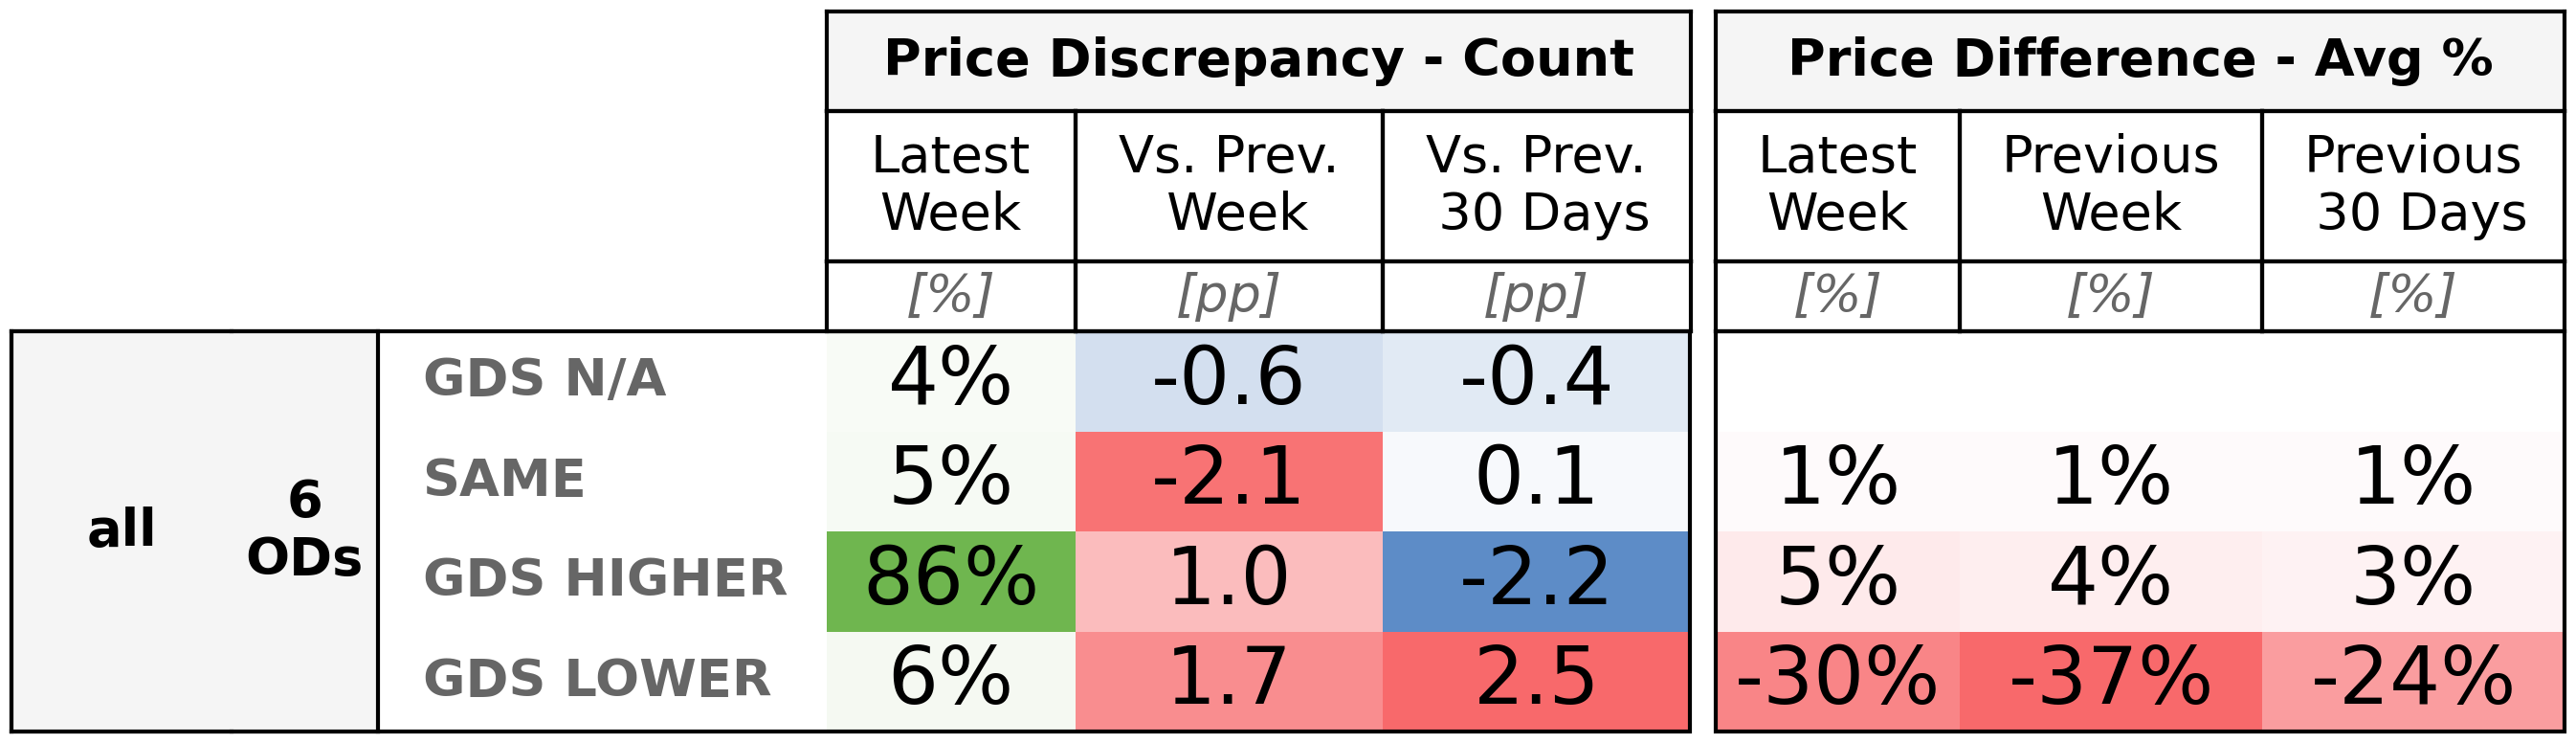 Price Discrepancy - Count Price Difference - Avg %
Latest Week Vs. Prev. Week Vs. Prev. 30 Days Latest Week Previous Week Previous 30 Days
[%] [pp] [pp] [%] [%] [%]
all 6 ODs
GDS N/A 4% -0.6 -0.4
SAME 5% -2.1 0.1 1% 1% 1%
GDS HIGHER 86% 1.0 -2.2 5% 4% 3%
GDS LOWER 6% 1.7 2.5 -30% -37% -24%